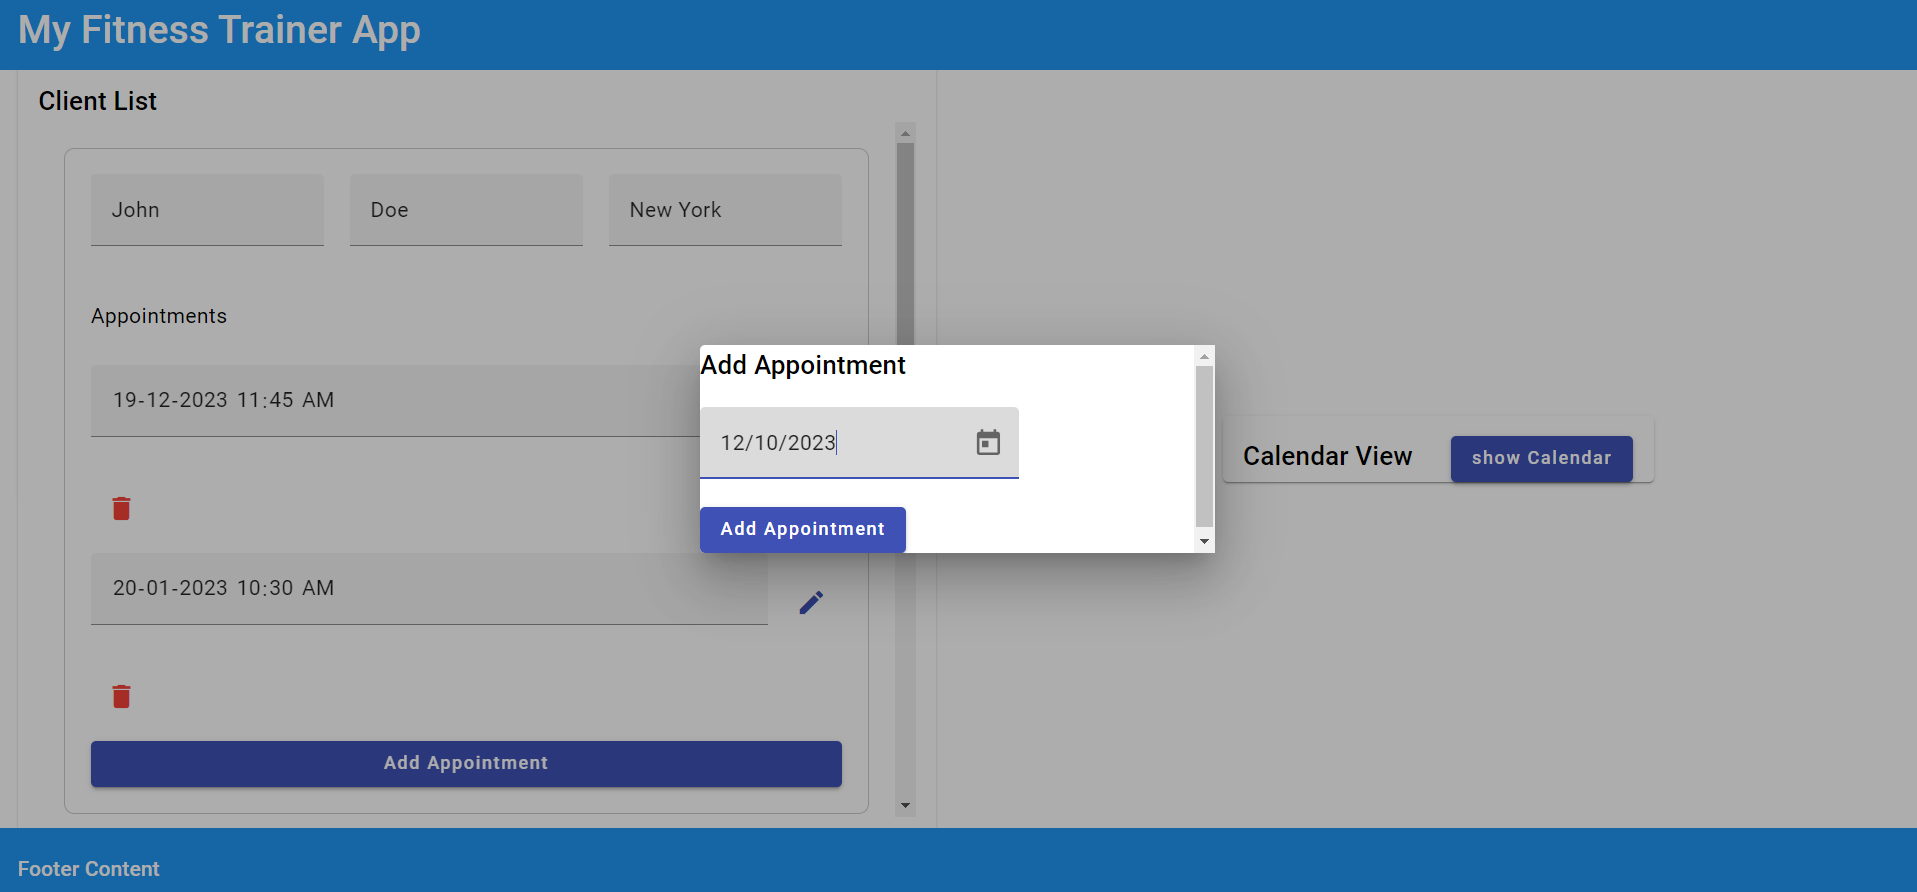 My Fitness Trainer App
Client List
John
Doe
New York
Appointments
19-12-2023 11:45 AM
20-01-2023 10:30 AM
Add Appointment
Add Appointment
12/10/2023
Add Appointment
Calendar View
show Calendar
Footer Content